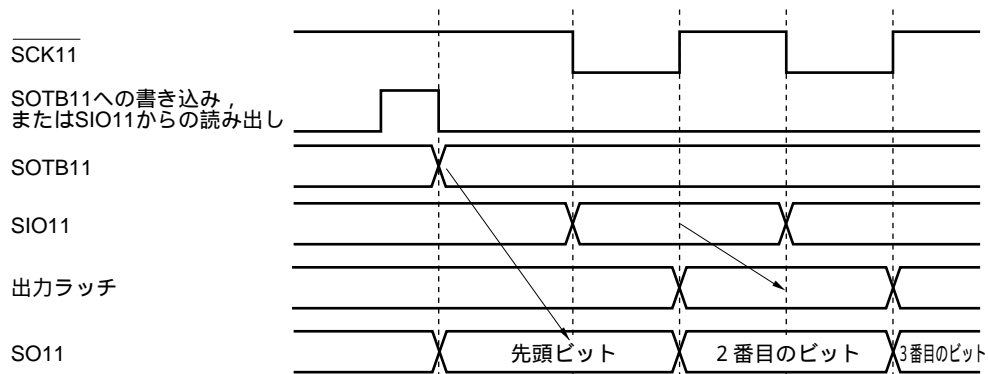 SCK11
SOTB11への書き込み，
またはSIO11からの読み出し
SOTB11
SIO11
出力ラッチ
SO11
先頭ビット
２番目のビット
3番目のビット